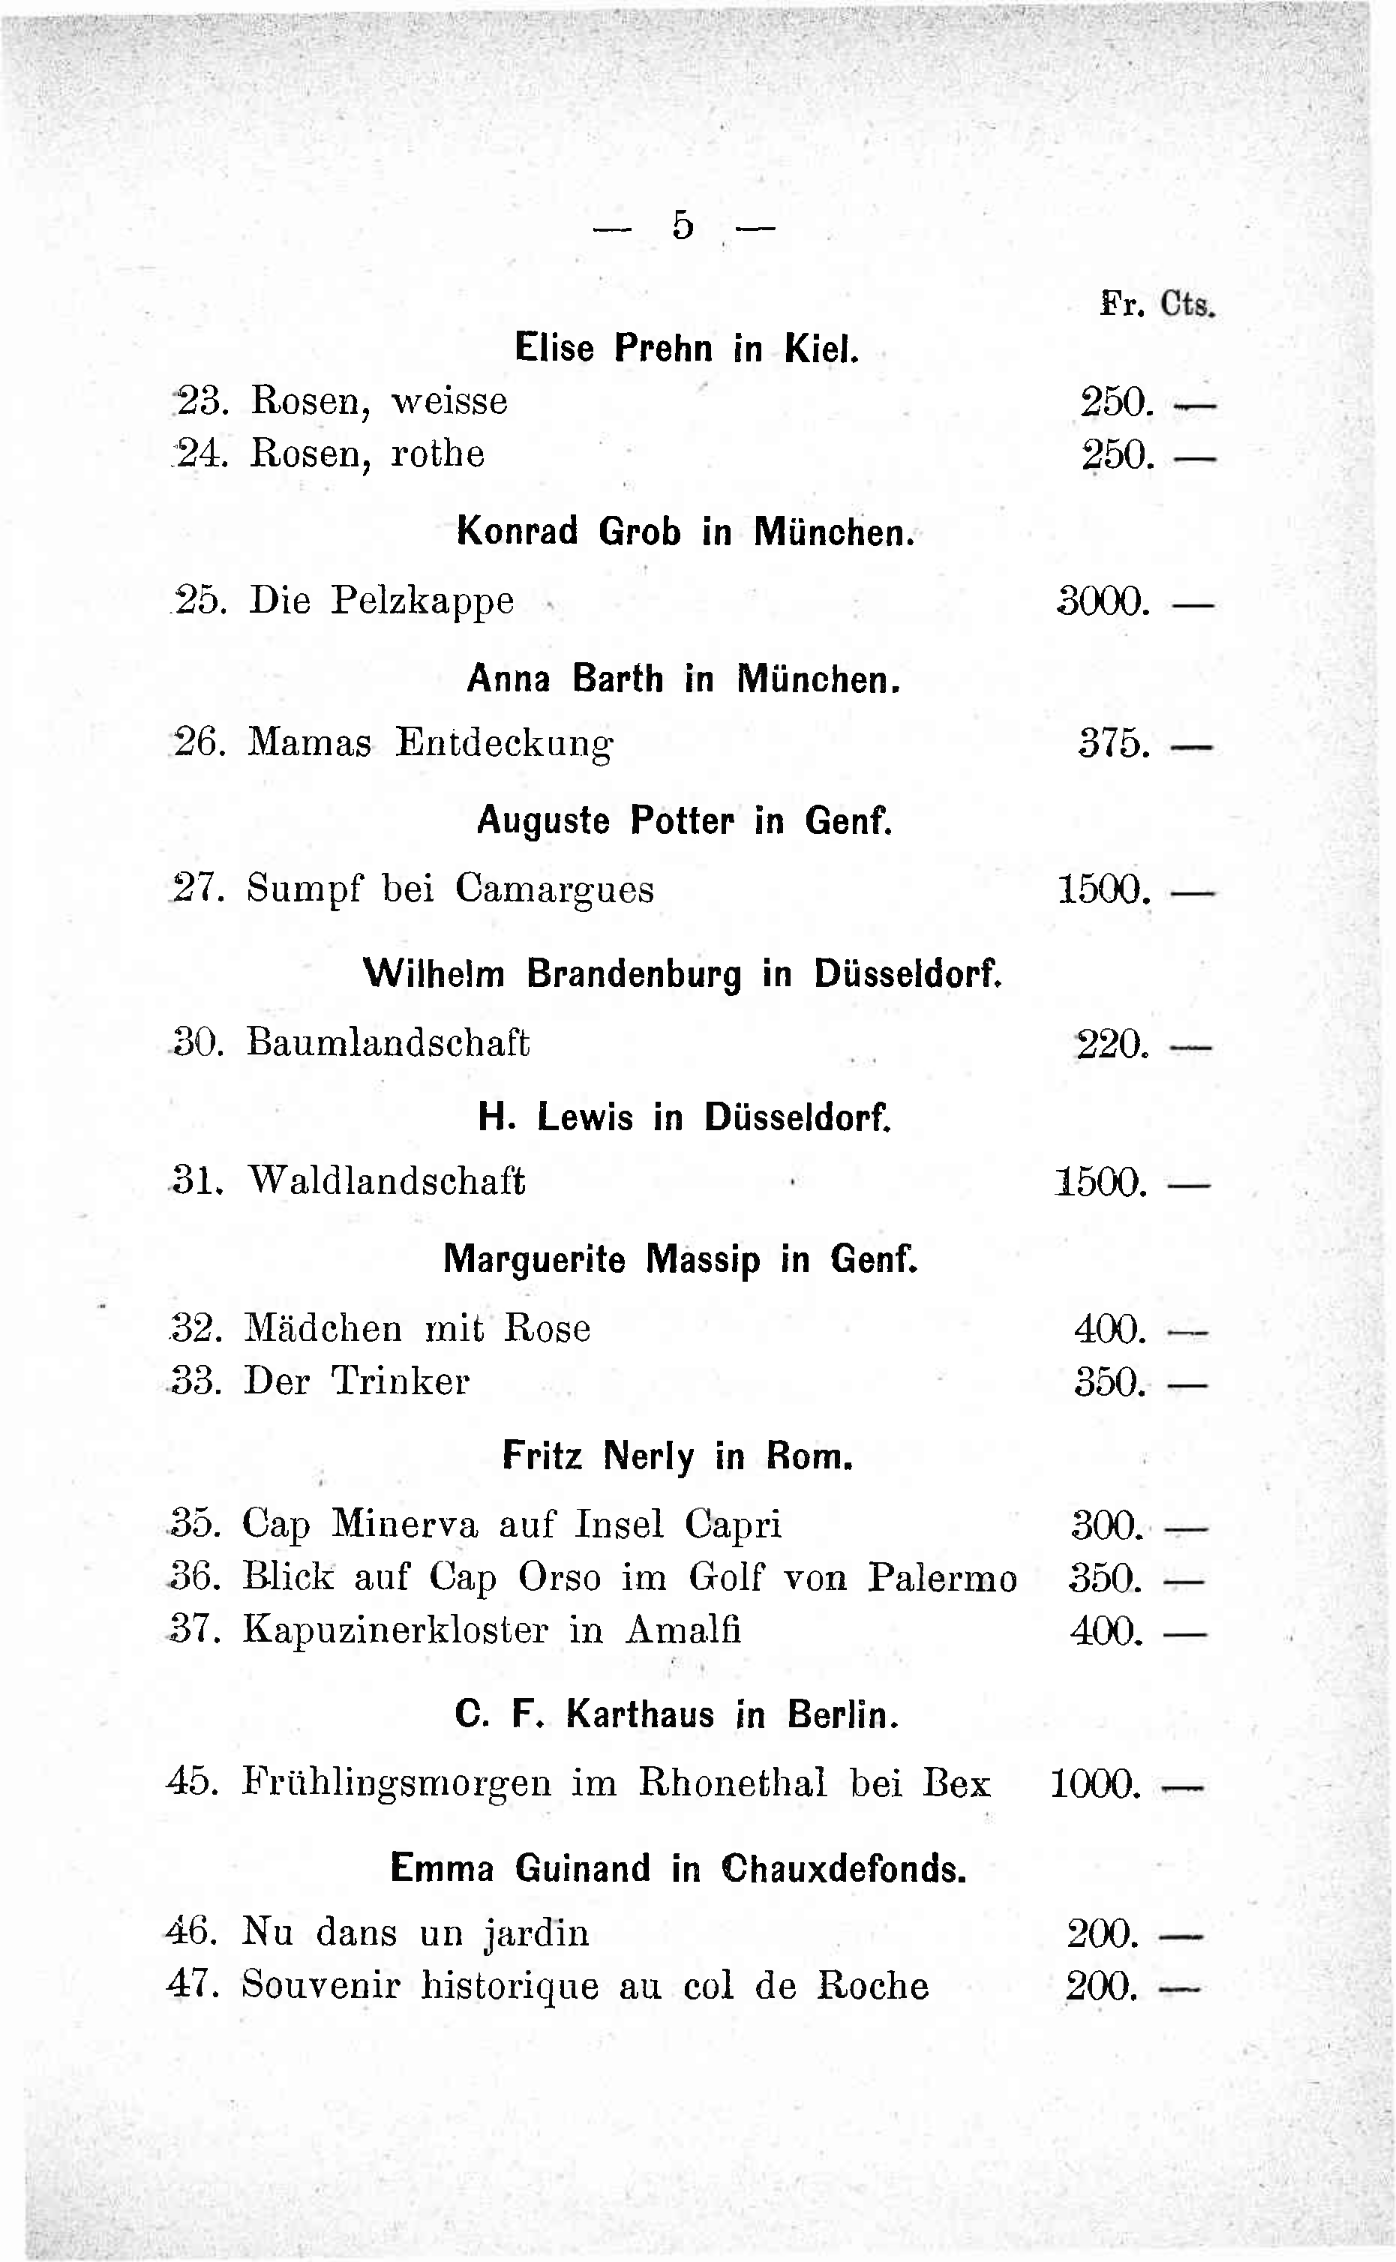 — 5 —
Fr. Cts.
Elise Prehn in Kiel.
23. Rosen, weisse 250. —
24. Rosen, rothe 250. —
Konrad Grob in München.
25. Die Pelzkappe 3000. —
Anna Barth in München.
26. Mamas Entdeckung 375. —
Auguste Potter in Genf.
27. Sumpf bei Camargues 1500. —
Wilhelm Brandenburg in Düsseldorf.
30. Baumlandschaft 220. —
H. Lewis in Düsseldorf.
31. Waldlandschaft 1500. —
Marguerite Massip in Genf.
32. Mädchen mit Rose 400. —
33. Der Trinker 350. —
Fritz Nerly in Rom.
35. Cap Minerva auf Insel Capri 300. —
36. Blick auf Cap Orso im Golf von Palermo 350. —
37. Kapuzinerkloster in Amalfi 400. —
C. F. Karthaus in Berlin.
45. Frühlingsmorgen im Rhonethal bei Bex 1000. —
Emma Guinand in Chauxdefonds.
46. Nu dans un jardin 200. —
47. Souvenir historique au col de Roche 200. —